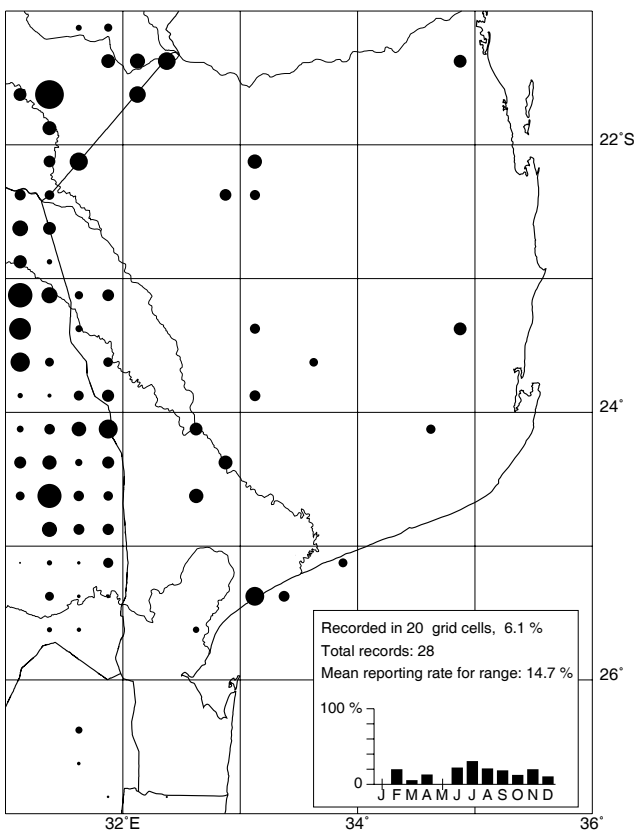 22°S
24°
Recorded in 20 grid cells, 6.1 %
Total records: 28
Mean reporting rate for range: 14.7 %
26°
100 %
0
J F M A M J J A S O N D
32°E 34° 36°